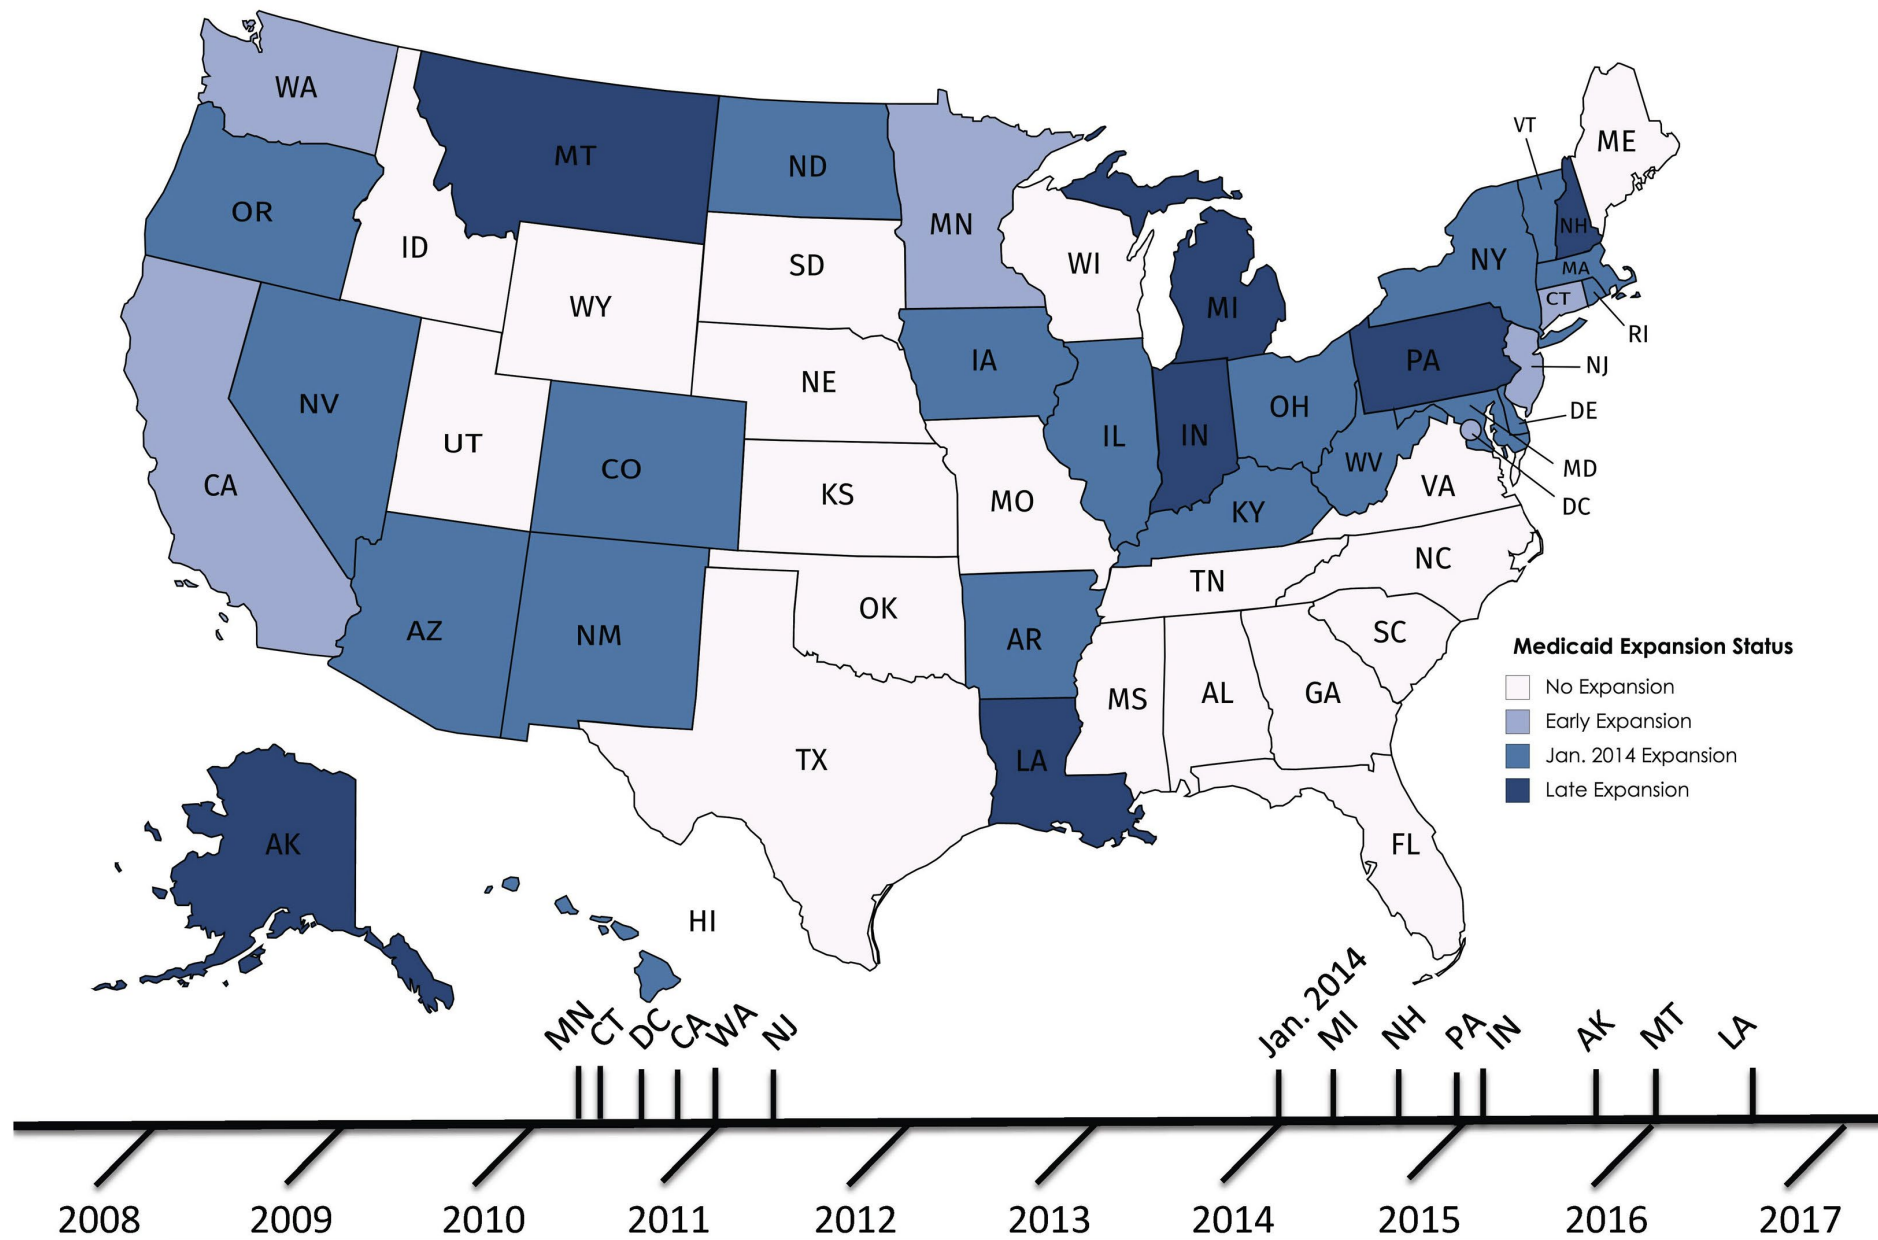 WA
MT
ND
MN
VT
ME
OR
ID
SD
WI
NY
NH
MA
CT
RI
WY
MI
NJ
IA
PA
NE
DE
NV
OH
UT
IL
IN
WV
MD
CO
CA
KS
MO
KY
VA
DC
NC
TN
OK
AZ
NM
AR
SC
MS
AL
GA
TX
LA
FL
AK
HI
Medicaid Expansion Status
No Expansion
Early Expansion
Jan. 2014 Expansion
Late Expansion
MN
CT
DC
CA
WA
NJ
Jan. 2014
MI
NH
PA
IN
AK
MT
LA
2008 2009 2010 2011 2012 2013 2014 2015 2016 2017